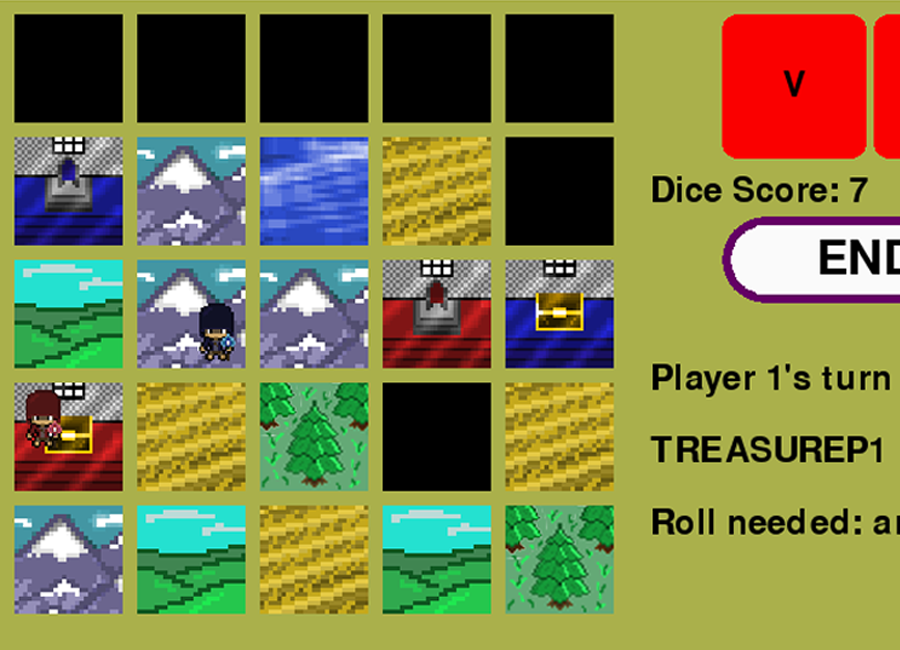 V
Dice Score: 7
END
Player 1's turn
TREASUREP1
Roll needed: